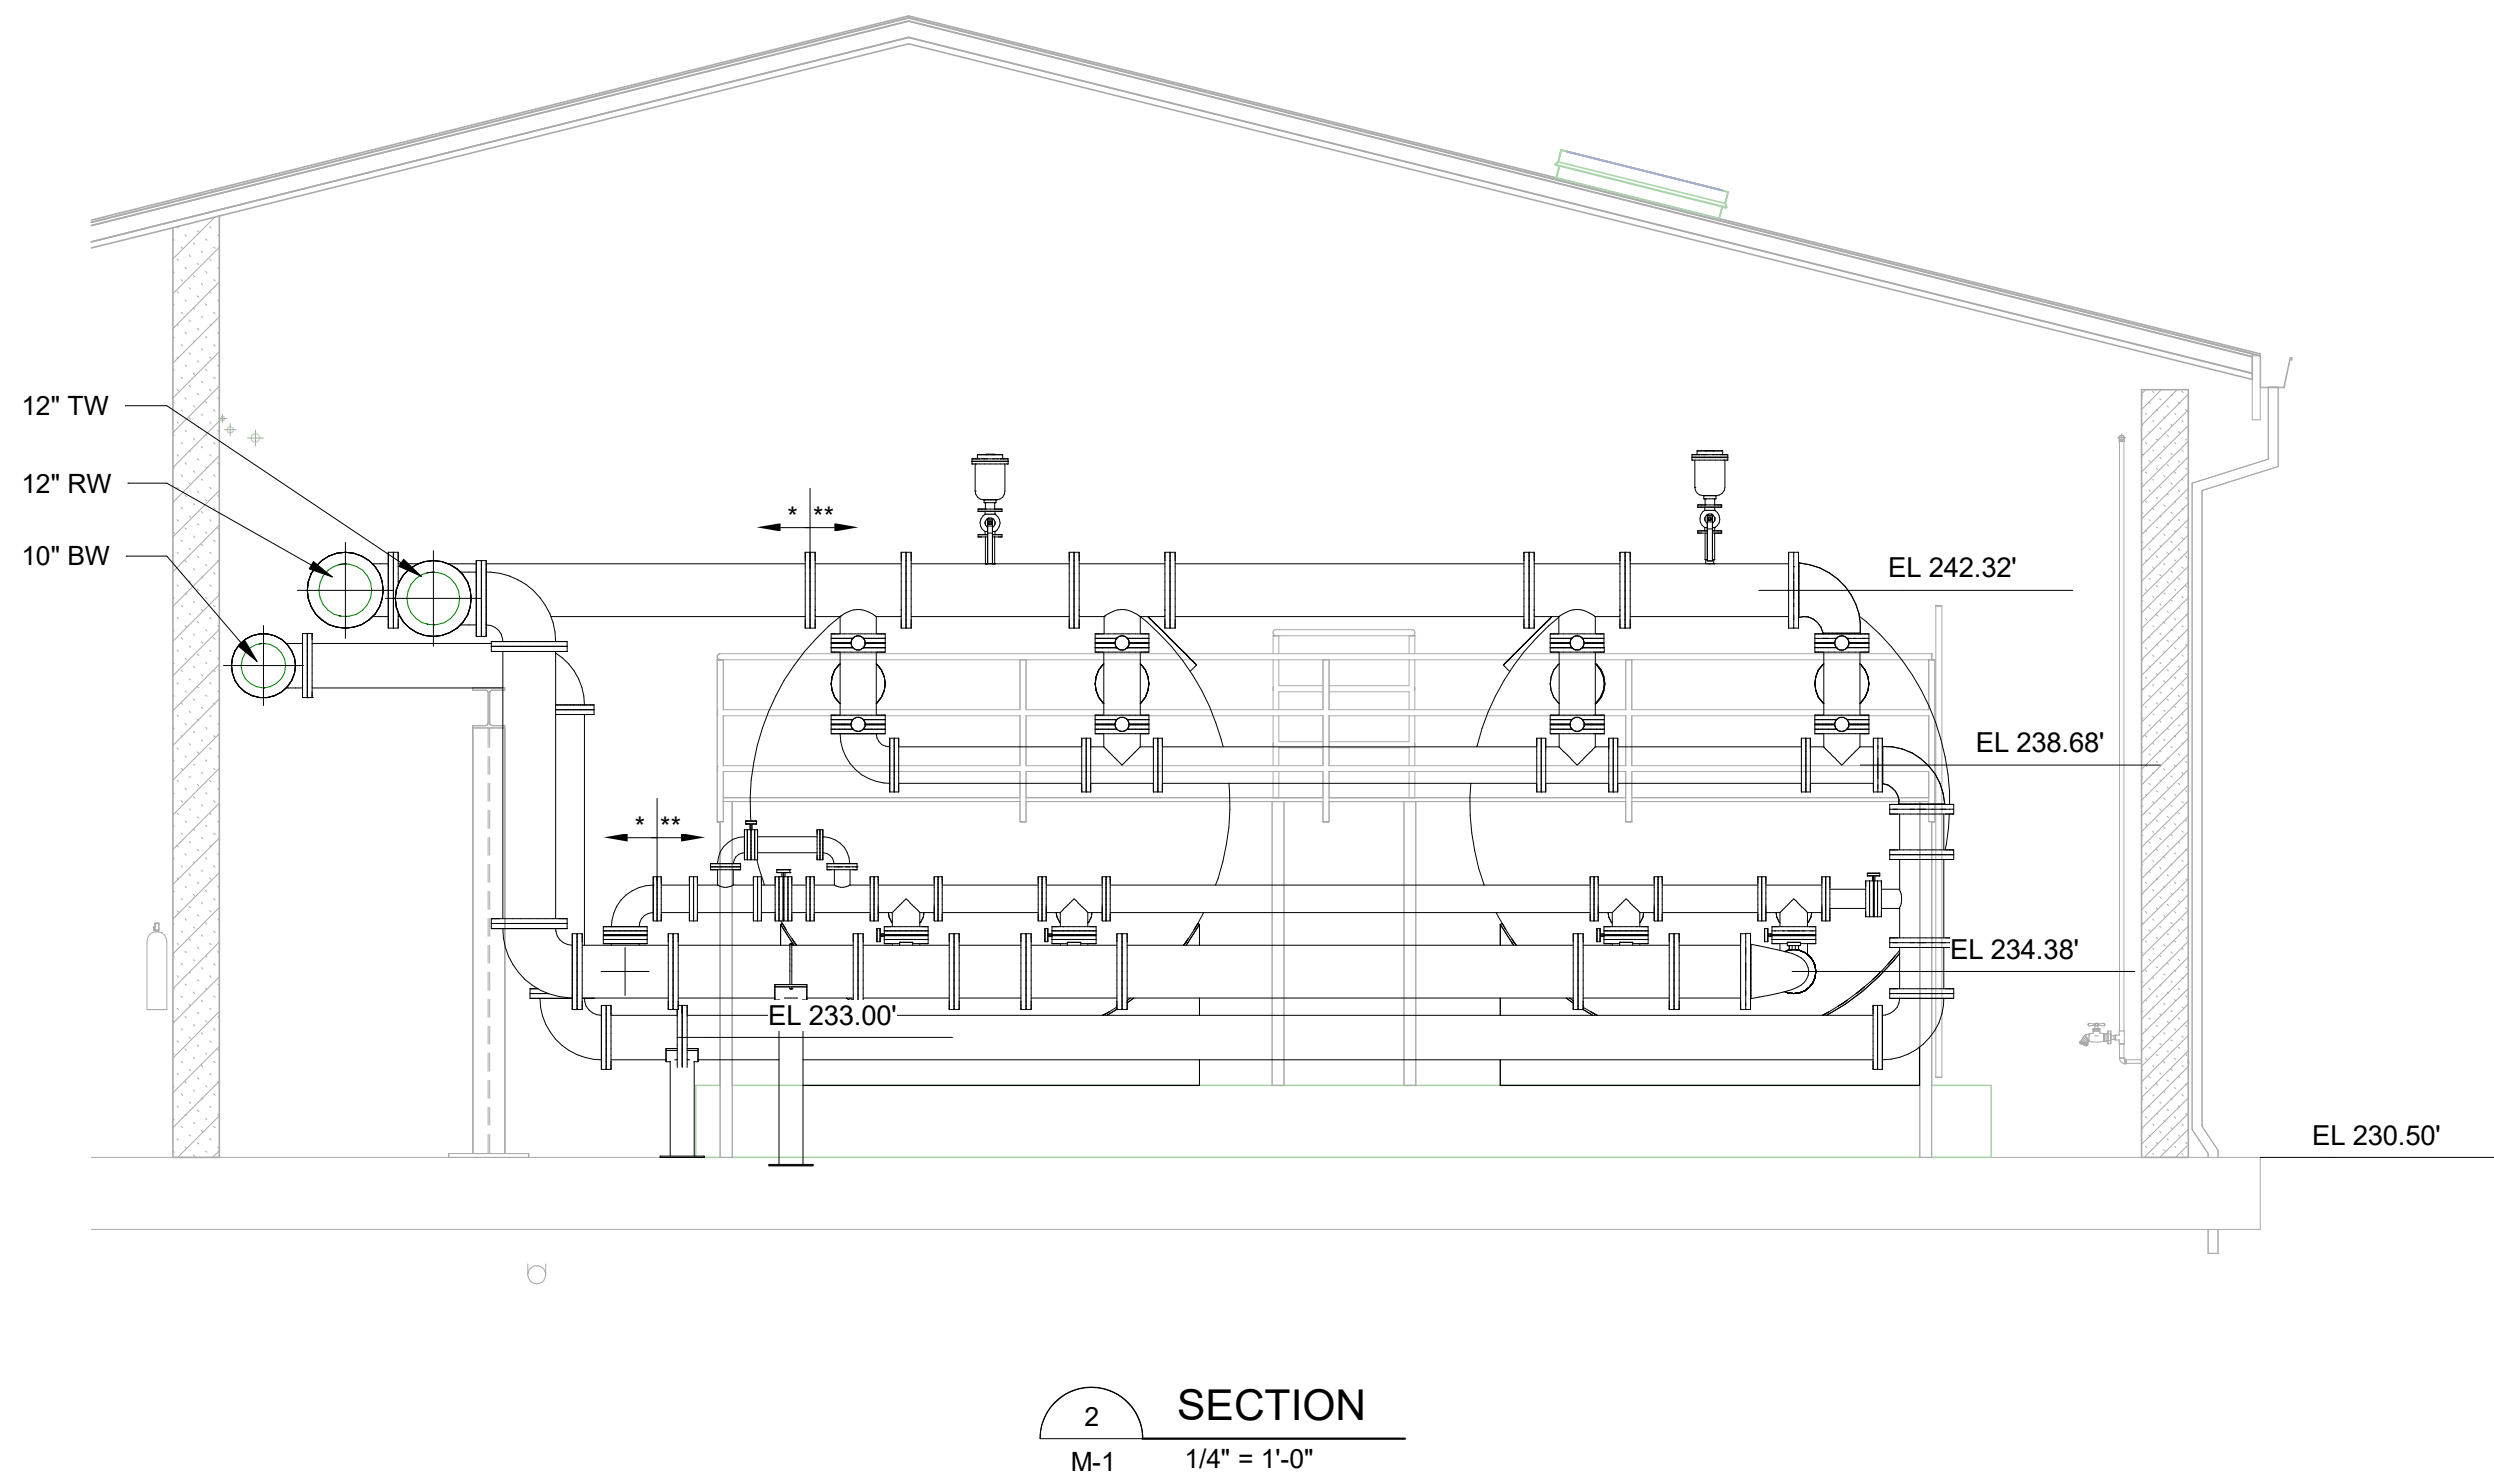 12" TW
12" RW
10" BW
* **
EL 242.32'
EL 238.68'
* **
EL 234.38'
EL 233.00'
EL 230.50'
2
SECTION
M-1
1/4" = 1'-0"